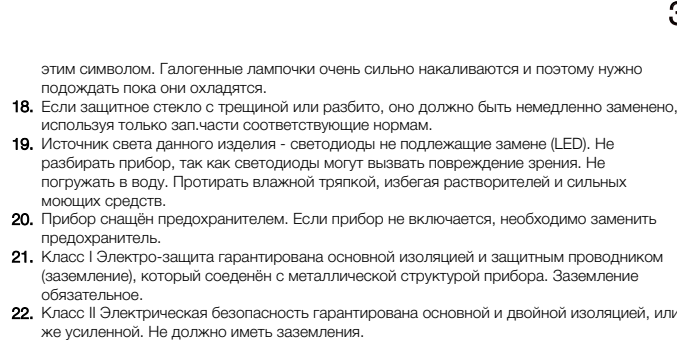 этим символом. Галогенные лампочки очень сильно накаливаются и поэтому нужно
подождать пока они охладятся.
18. Если защитное стекло с трещиной или разбито, оно должно быть немедленно заменено,
используя только зап.части соответствующие нормам.
19. Источник света данного изделия - светодиоды не подлежащие замене (LED). Не
разбирать прибор, так как светодиоды могут вызвать повреждение зрения. Не
погружать в воду. Протирать влажной тряпкой, избегая растворителей и сильных
моющих средств.
20. Прибор снащён предохранителем. Если прибор не включается, необходимо заменить
предохранитель.
21. Класс I Электро-защита гарантирована основной изоляцией и защитным проводником
(заземление), который соеденён с металлической структурой прибора. Заземление
обязательное.
22. Класс II Электрическая безопасность гарантирована основной и двойной изоляцией, или
же усиленной. Не должно иметь заземления.